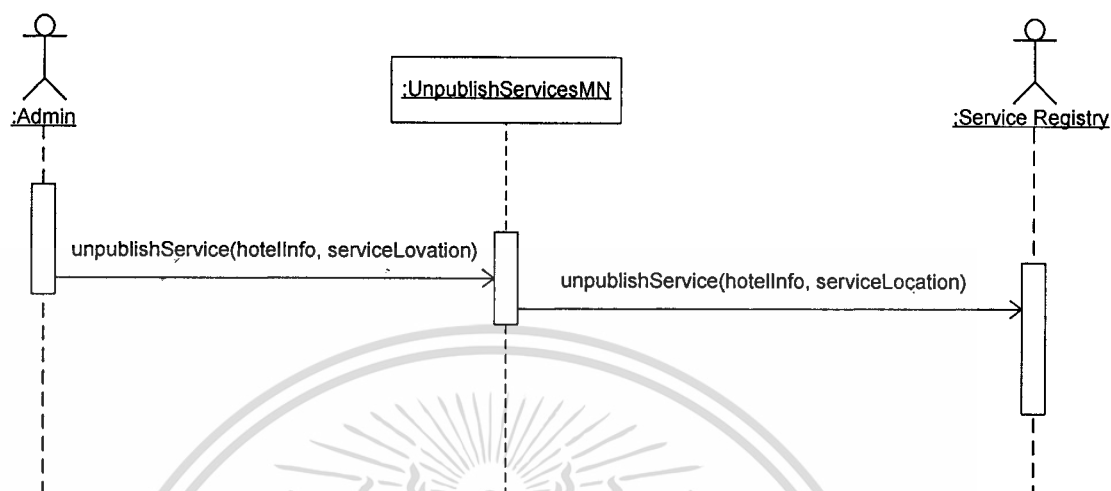 :UnpublishServicesMN
:Admin
:Service Registry
unpublishService(hotelInfo, serviceLovation)
unpublishService(hotelInfo, serviceLocation)